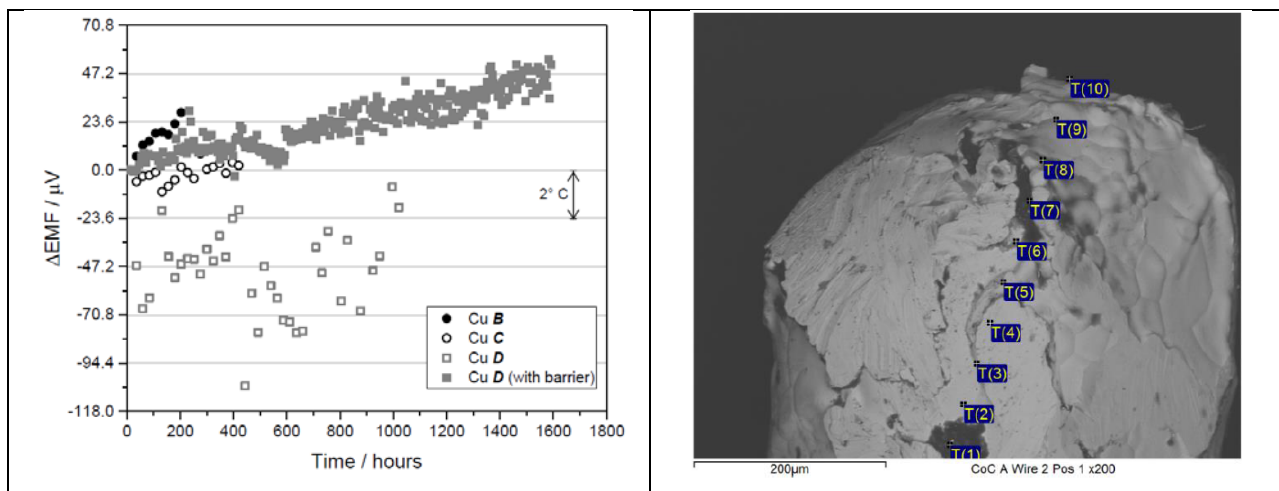 70.8
47.2
23.6
0.0
-23.6
-47.2
-70.8
-94.4
-118.0
ΔEMF / μV
2° C
Cu B
Cu C
Cu D
Cu D (with barrier)
0 200 400 600 800 1000 1200 1400 1600 1800
Time / hours
T(10)
T(9)
T(8)
T(7)
T(6)
T(5)
T(4)
T(3)
T(2)
T(1)
200μm
CoC A Wire 2 Pos 1 x200